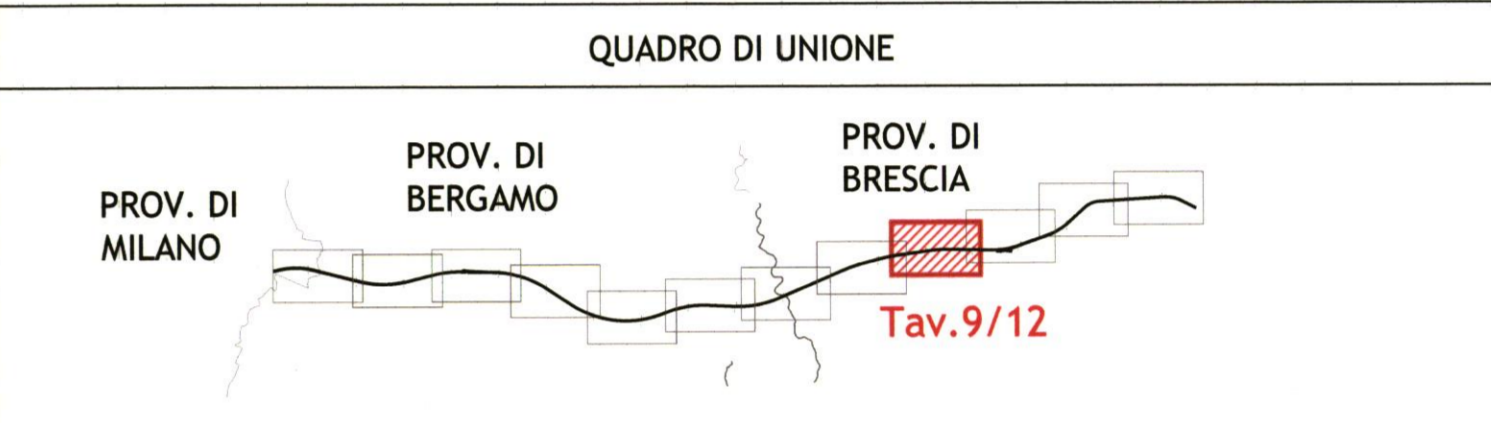 QUADRO DI UNIONE
PROV. DI
MILANO
PROV. DI
BERGAMO
PROV. DI
BRESCIA
Tav.9/12